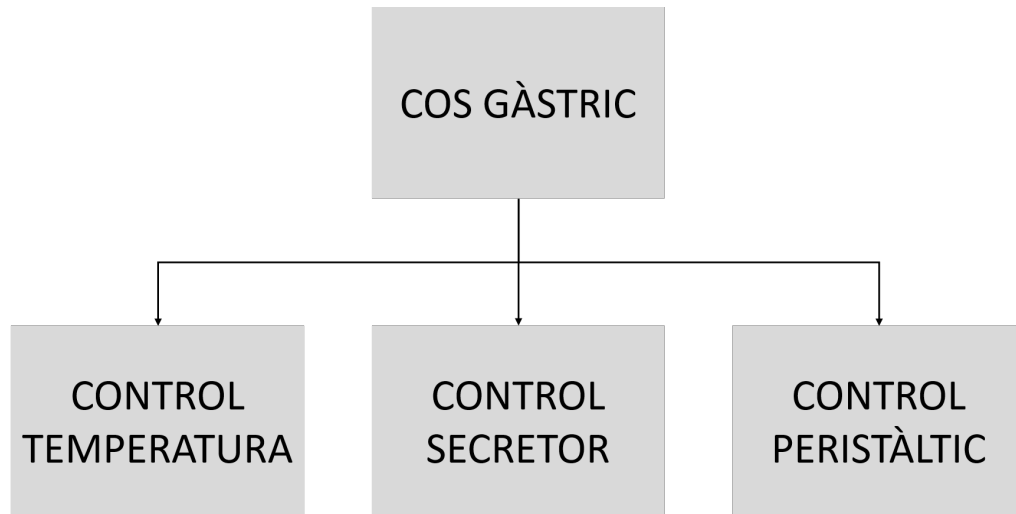 COS GÀSTRIC
CONTROL
TEMPERATURA
CONTROL
SECRETOR
CONTROL
PERISTÀLTIC